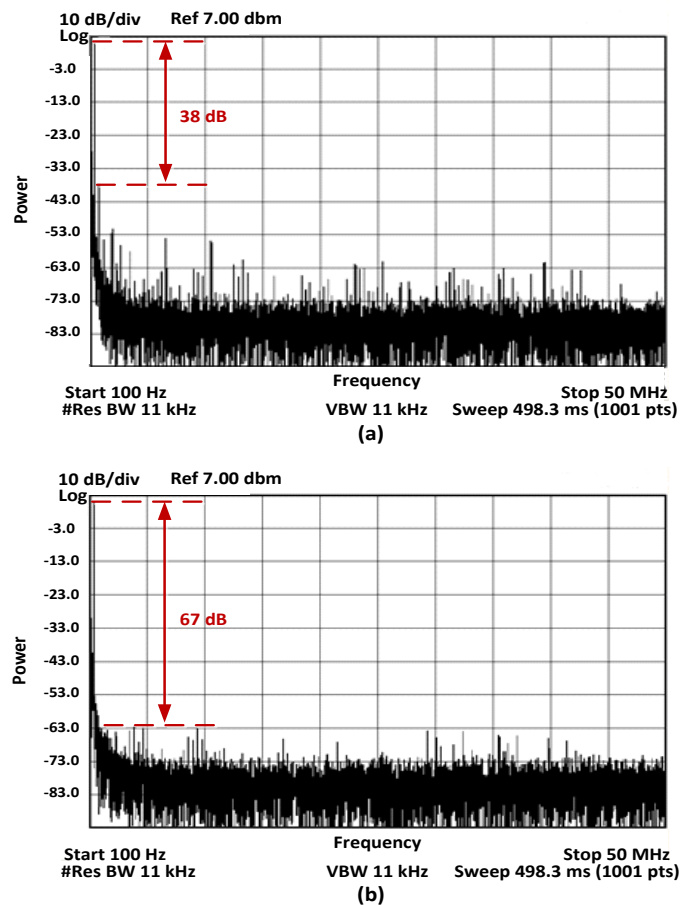 10 dB/div Ref 7.00 dbm
Log
-3.0
-13.0
38 dB
-23.0
-33.0
-43.0
-53.0
-63.0
-73.0
-83.0
Power
Frequency
Start 100 Hz Stop 50 MHz
#Res BW 11 kHz VBW 11 kHz Sweep 498.3 ms (1001 pts)
(a)
10 dB/div Ref 7.00 dbm
Log
-3.0
-13.0
-23.0
67 dB
-33.0
-43.0
-53.0
-63.0
-73.0
-83.0
Power
Frequency
Start 100 Hz Stop 50 MHz
#Res BW 11 kHz VBW 11 kHz Sweep 498.3 ms (1001 pts)
(b)